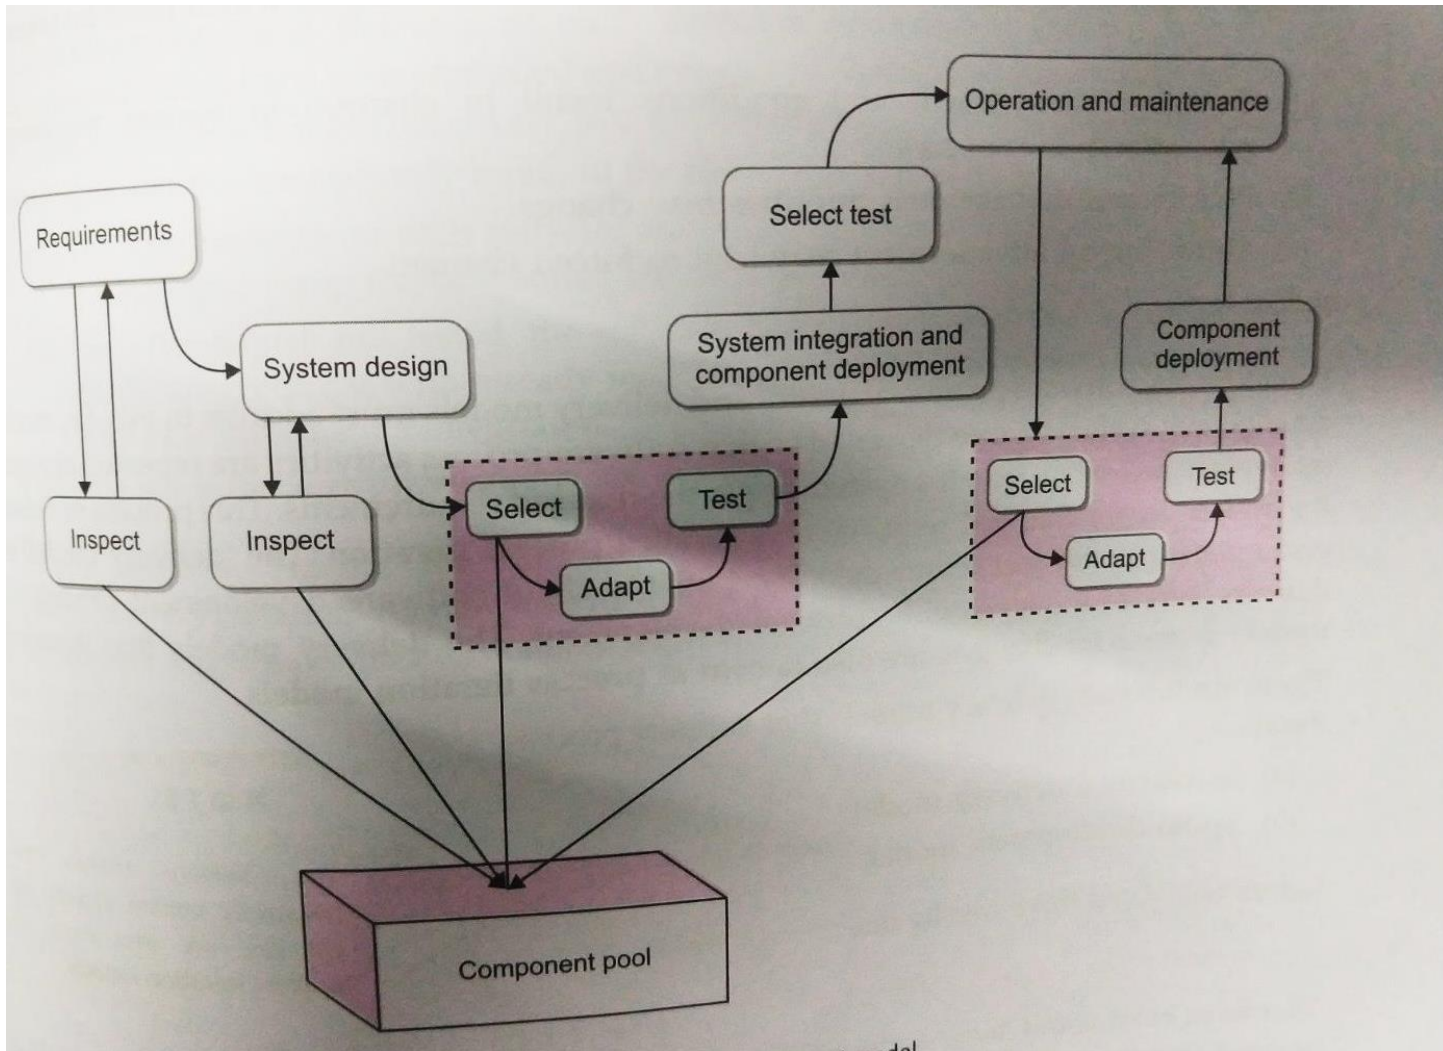 Operation and maintenance
Select test
Requirements
System integration and
component deployment
Component
deployment
System design
Select
Test
Adapt
Select
Test
Adapt
Inspect
Inspect
Component pool